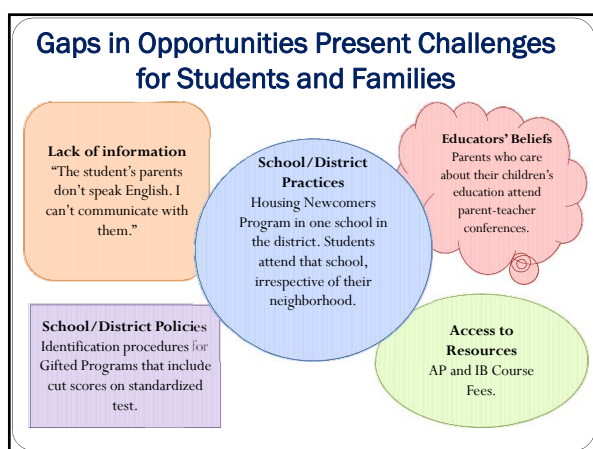 Gaps in Opportunities Present Challenges
for Students and Families
Lack of information
“The student’s parents
don’t speak English. I
can’t communicate with
them.”
School/District
Practices
Housing Newcomers
Program in one school in
the district. Students
attend that school,
irrespective of their
neighborhood.
Educators’ Beliefs
Parents who care
about their children’s
education attend
parent-teacher
conferences.
School/District Policies
Identification procedures for
Gifted Programs that include
cut scores on standardized
test.
Access to
Resources
AP and IB Course
Fees.